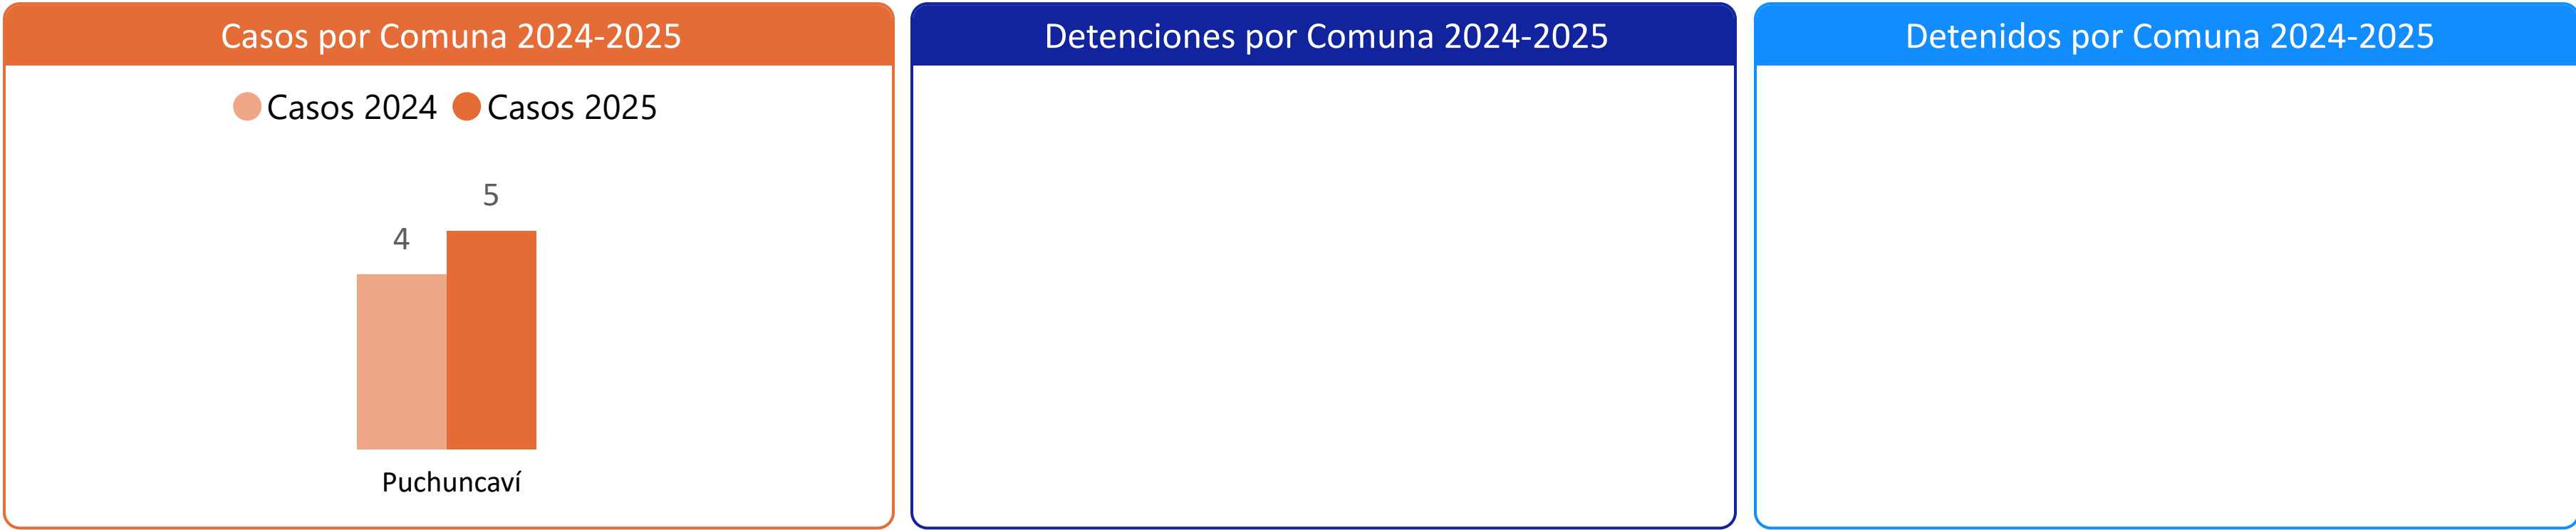 Casos por Comuna 2024-2025
Casos 2024 Casos 2025
5
4
Puchuncaví
Detenciones por Comuna 2024-2025
Detenidos por Comuna 2024-2025